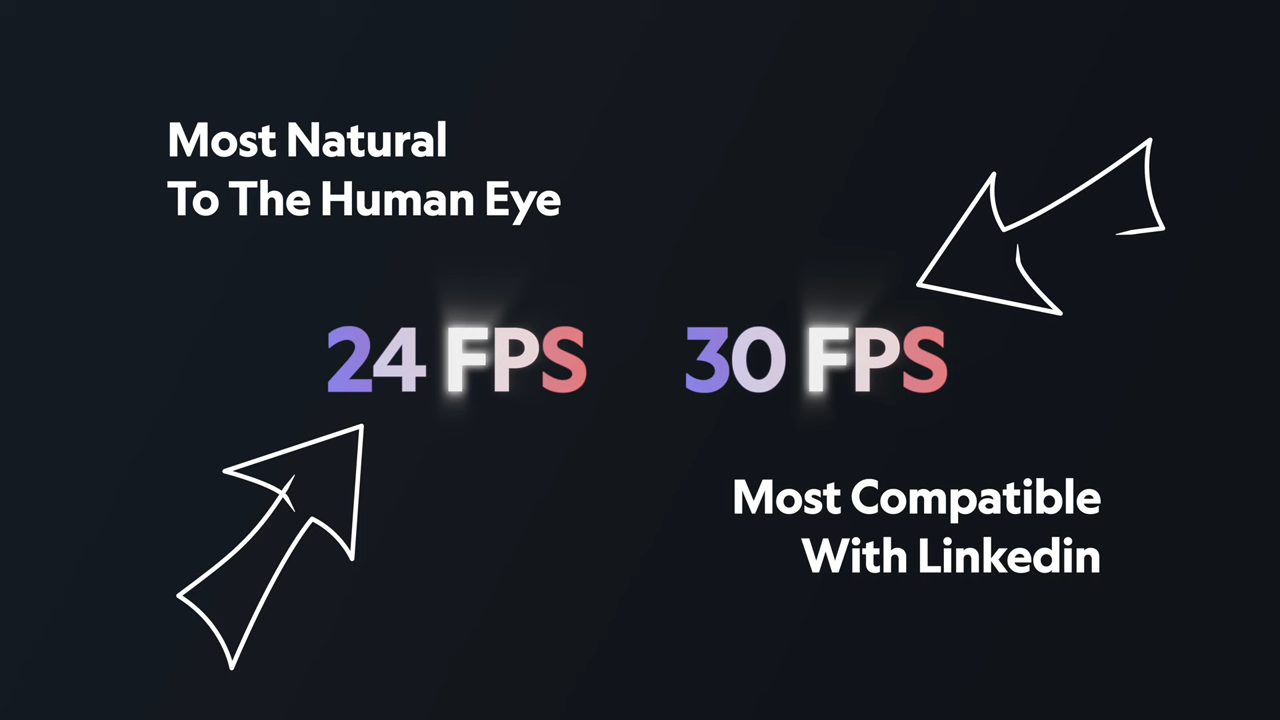 Most Natural
To The Human Eye
24 FPS
30 FPS
Most Compatible
With Linkedin